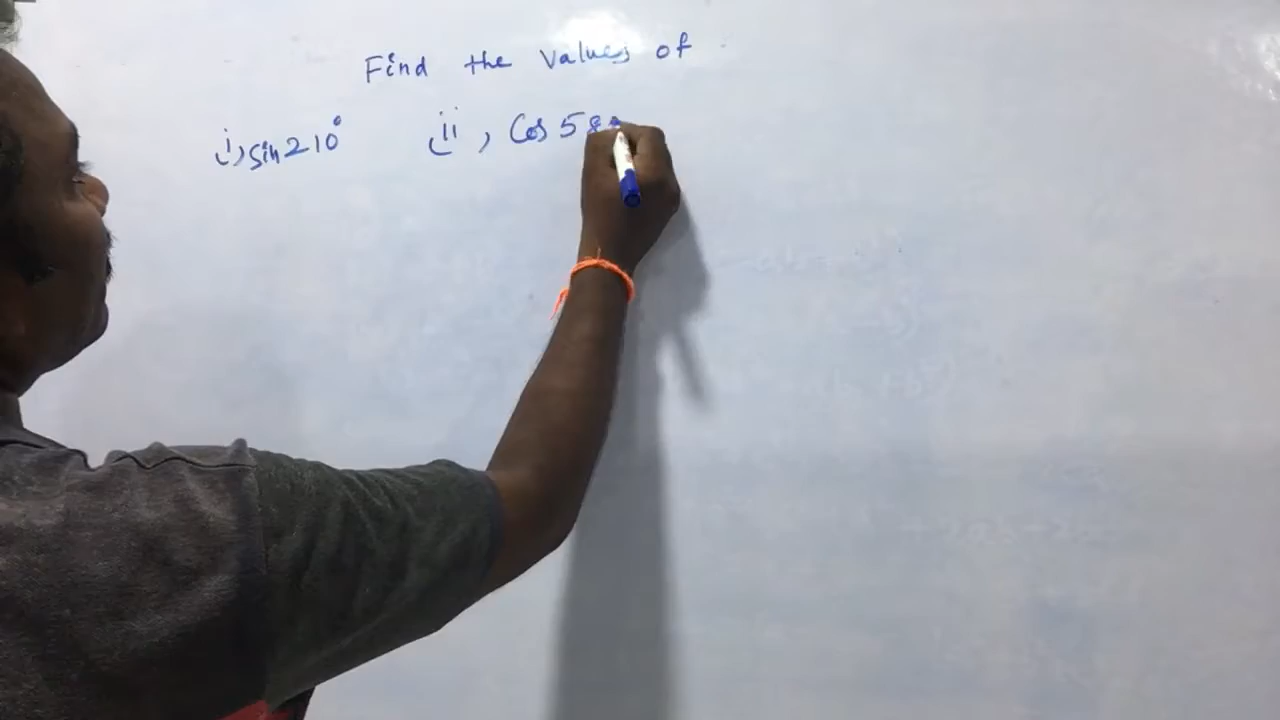 Find the values of
i, sin 210° ii, Cos 58